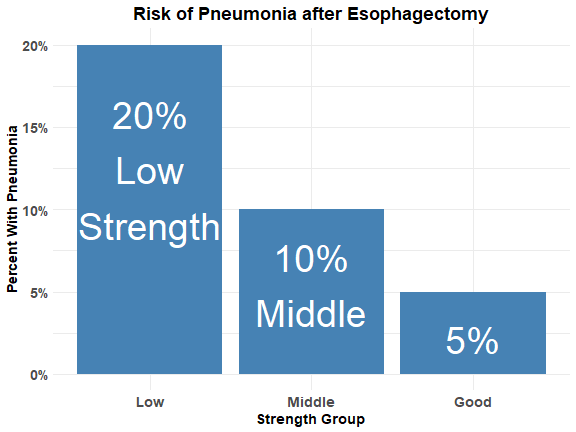 Risk of Pneumonia after Esophagectomy
Percent With Pneumonia
20%
15%
10%
5%
0%
20%
Low
Strength
10%
Middle
5%
Low
Middle
Good
Strength Group